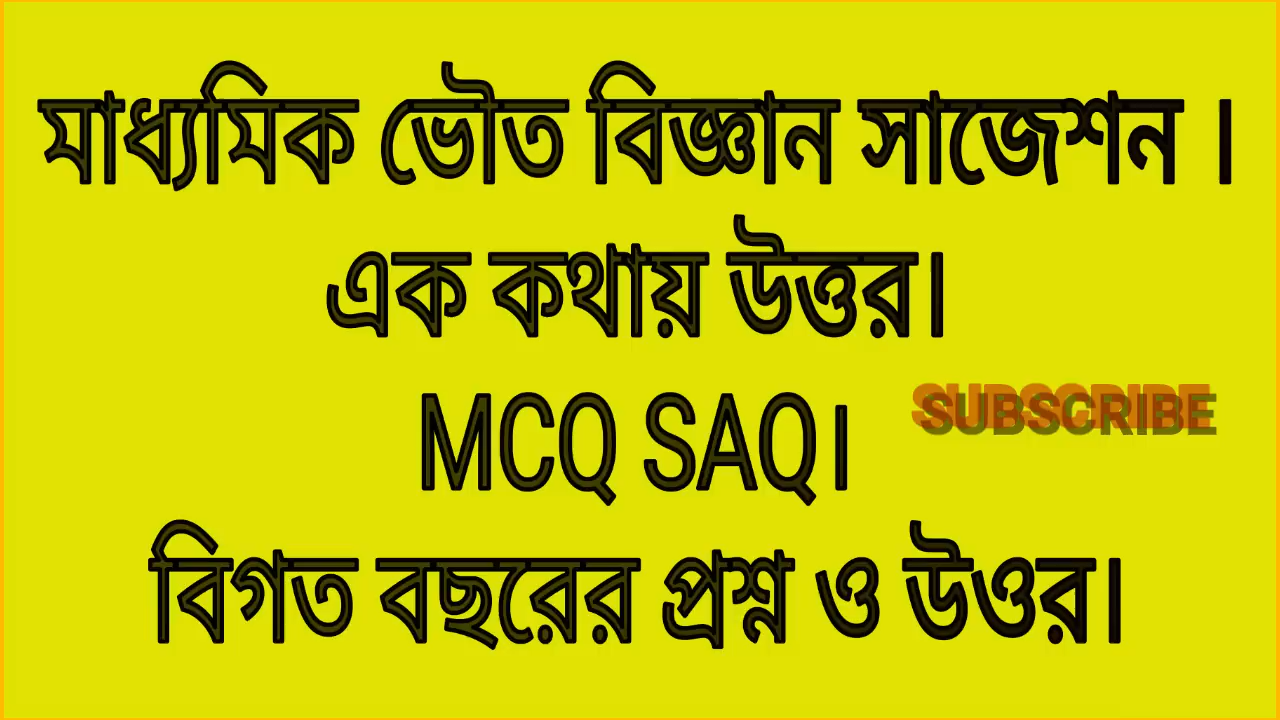 মাধ্যমিক ভৌত বিজ্ঞান সাজেশন ।
এক কথায় উত্তর।
MCQ SAQ।
SUBSCRIBE
বিগত বছরের প্রশ্ন ও উওর।